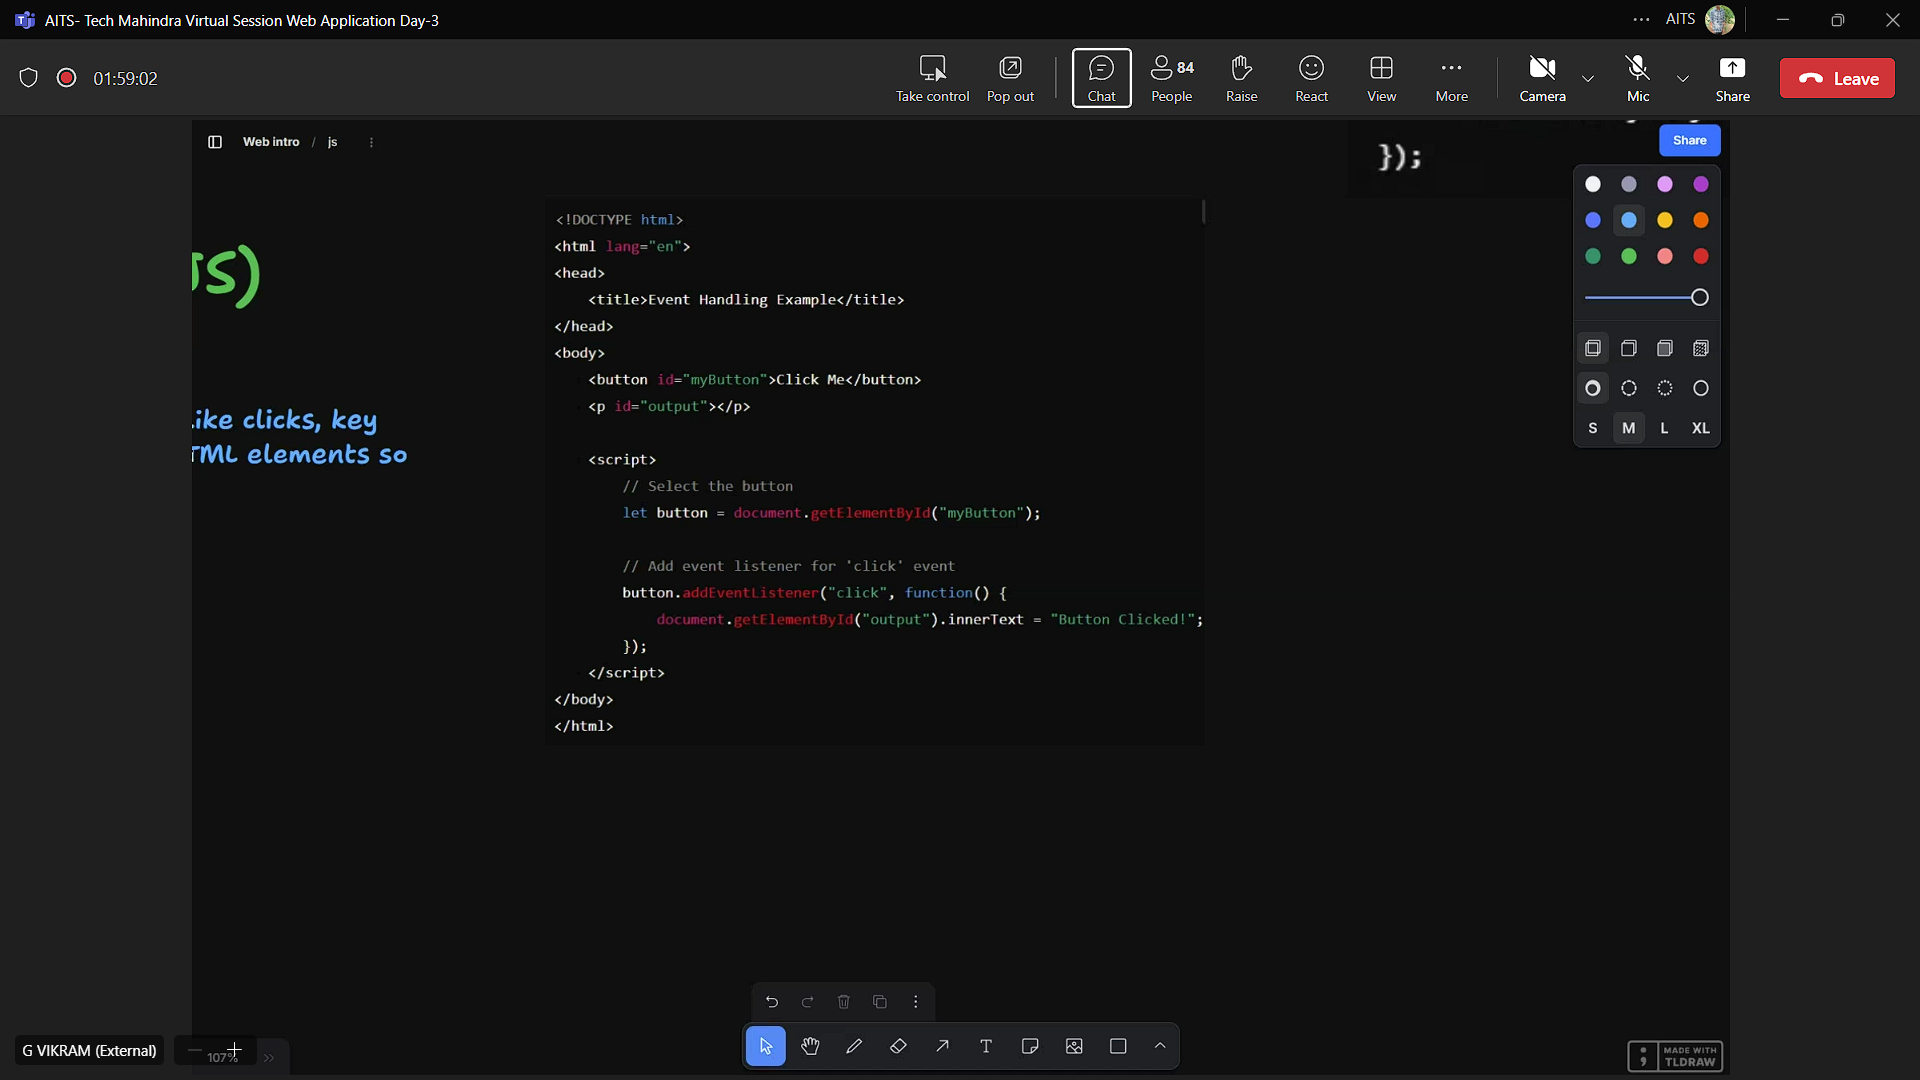 AITS- Tech Mahindra Virtual Session Web Application Day-3
AITS
01:59:02
Take control
Pop out
Chat
84
People
Raise
React
View
More
Camera
Mic
Share
Leave
Web intro / js
});
Share
JS)
like clicks, key
HTML elements so
<!DOCTYPE html>
<html lang="en">
<head>
    <title>Event Handling Example</title>
</head>
<body>
    <button id="myButton">Click Me</button>
    <p id="output"></p>
    <script>
        // Select the button
        let button = document.getElementById("myButton");
        // Add event listener for 'click' event
        button.addEventListener("click", function() {
            document.getElementById("output").innerText = "Button Clicked!";
        });
    </script>
</body>
</html>
S M L XL
G VIKRAM (External)
107%
MADE WITH
TLDRAW